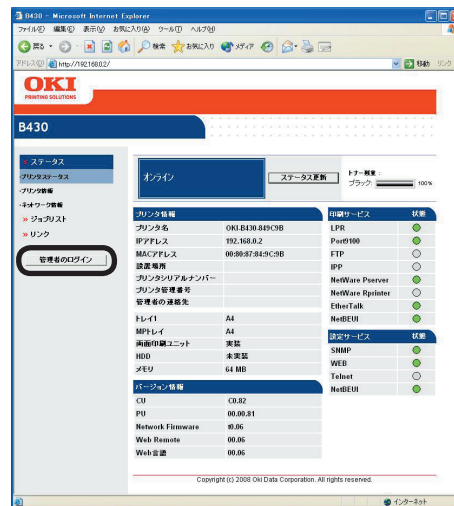 B430 - Microsoft Internet Explorer
ファイル(F) 編集(E) 表示(V) お気に入り(A) ツール(T) ヘルプ(H)
戻る 検索 お気に入り メディア
アドレス(D) http://192.168.0.2/ 移動 リンク
OKI
PRINTING SOLUTIONS
B430
ステータス
・プリンタステータス
・プリンタ情報
・ネットワーク情報
» ジョブリスト
» リンク
管理者のログイン
オンライン
ステータス更新
トナー残量:
ブラック: 100%
プリンタ情報
プリンタ名 OKI-B430-849C9B
IPアドレス 192.168.0.2
MACアドレス 00:80:87:84:9C:9B
設置場所
プリンタシリアルナンバー
プリンタ管理番号
管理者の連絡先
トレイ1 A4
MPトレイ A4
両面印刷ユニット 実装
HDD 未実装
メモリ 64 MB
バージョン情報
CU C0.82
PU 00.00.81
Network Firmware t0.06
Web Remote 00.06
Web言語 00.06
印刷サービス 状態
LPR
Port9100
FTP
IPP
NetWare Pserver
NetWare Rprinter
EtherTalk
NetBEUI
設定サービス 状態
SNMP
WEB
Telnet
NetBEUI
Copyright (c) 2008 Oki Data Corporation. All rights reserved.
インターネット